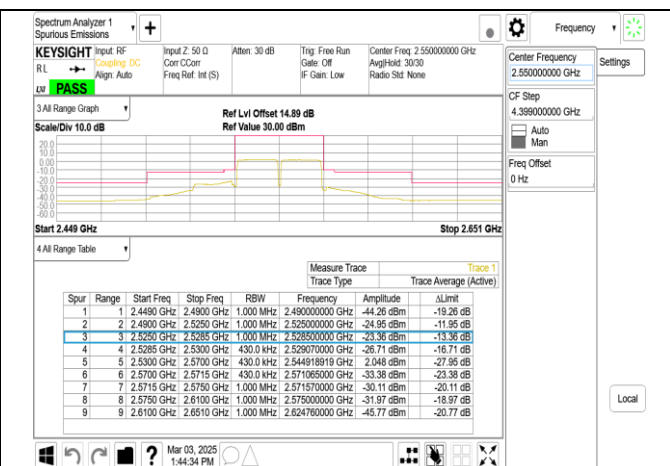 Spectrum Analyzer 1
Spurious Emissions
Frequency
KEYSIGHT
RL
PASS
Input: RF
Coupling: DC
Align: Auto
Input Z: 50 Ω
Corr CCorr
Freq Ref: Int (S)
Atten: 30 dB
Trig: Free Run
Gate: Off
IF Gain: Low
Center Freq: 2.550000000 GHz
Avg|Hold: 30/30
Radio Std: None
Center Frequency
2.550000000 GHz
Settings
CF Step
4.399000000 GHz
Auto
Man
Freq Offset
0 Hz
3 All Range Graph
Scale/Div 10.0 dB
Ref Lvl Offset 14.89 dB
Ref Value 30.00 dBm
20.0
10.0
0.00
-10.0
-20.0
-30.0
-40.0
-50.0
-60.0
Start 2.449 GHz
Stop 2.651 GHz
4 All Range Table
Measure Trace Trace 1
Trace Type Trace Average (Active)
Spur Range Start Freq Stop Freq RBW Frequency Amplitude ΔLimit
1 1 2.4490 GHz 2.4900 GHz 1.000 MHz 2.490000000 GHz -44.26 dBm -19.26 dB
2 2 2.4900 GHz 2.5250 GHz 1.000 MHz 2.525000000 GHz -24.95 dBm -11.95 dB
3 3 2.5250 GHz 2.5285 GHz 1.000 MHz 2.528500000 GHz -23.36 dBm -13.36 dB
4 4 2.5285 GHz 2.5300 GHz 430.0 kHz 2.529070000 GHz -26.71 dBm -16.71 dB
5 5 2.5300 GHz 2.5700 GHz 430.0 kHz 2.544918919 GHz 2.048 dBm -27.95 dB
6 6 2.5700 GHz 2.5715 GHz 430.0 kHz 2.571065000 GHz -33.38 dBm -23.38 dB
7 7 2.5715 GHz 2.5750 GHz 1.000 MHz 2.571570000 GHz -30.11 dBm -20.11 dB
8 8 2.5750 GHz 2.6100 GHz 1.000 MHz 2.575000000 GHz -31.97 dBm -18.97 dB
9 9 2.6100 GHz 2.6510 GHz 1.000 MHz 2.624760000 GHz -45.77 dBm -20.77 dB
Local
Mar 03, 2025
1:44:34 PM